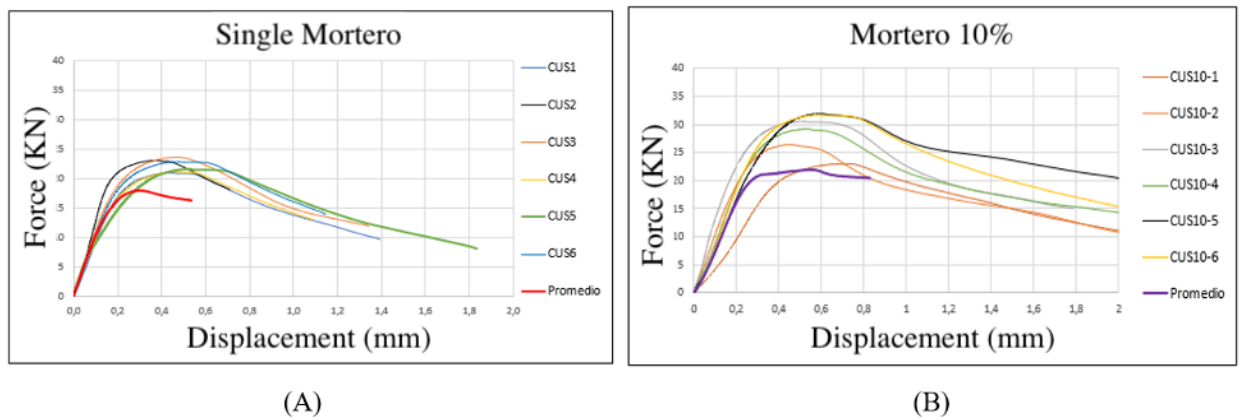 Single Mortero
40
35
30
5
5
0
5
0
5
0
0,0 0,2 0,4 0,6 0,8 1,0 1,2 1,4 1,6 1,8 2,0
Force (KN)
Displacement (mm)
CUS1
CUS2
CUS3
CUS4
CUS5
CUS6
Promedio
(A)
Mortero 10%
40
35
30
25
20
15
10
5
0
0 0,2 0,4 0,6 0,8 1 1,2 1,4 1,6 1,8 2
Force (KN)
Displacement (mm)
CUS10-1
CUS10-2
CUS10-3
CUS10-4
CUS10-5
CUS10-6
Promedio
(B)